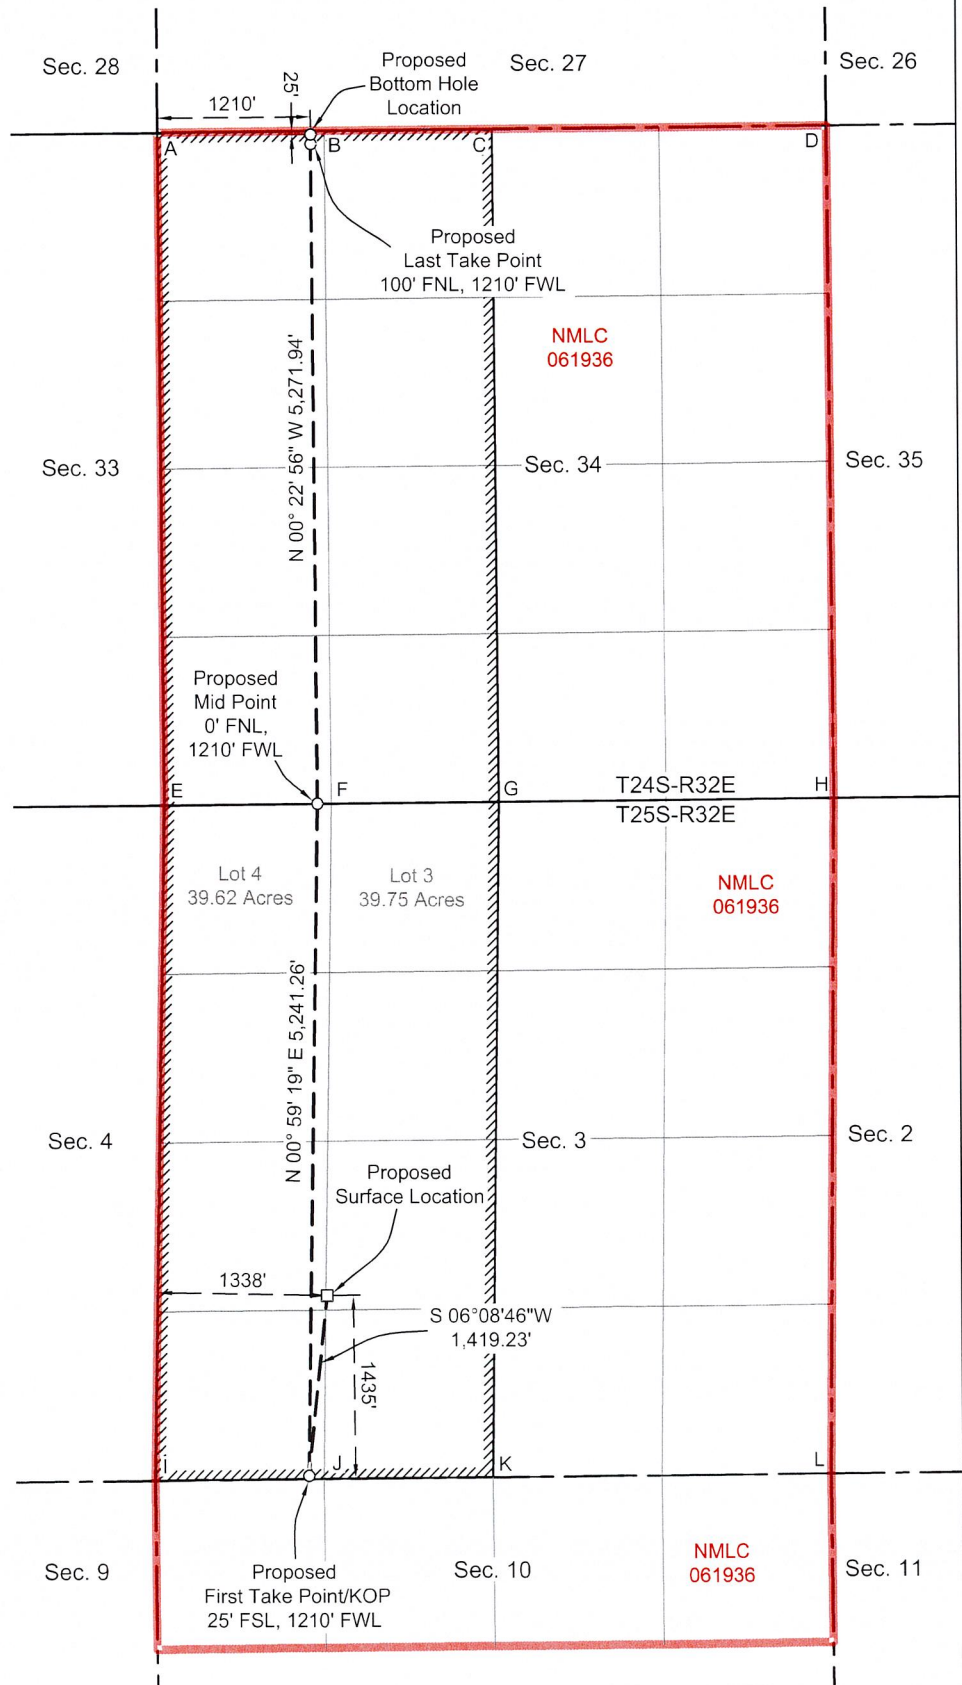 Sec. 28
Proposed
Bottom Hole
Location
Sec. 27
Sec. 26
25'
1210'
A
B
C
D
Proposed
Last Take Point
100' FNL, 1210' FWL
NMLC
061936
N 00° 22' 56" W 5,271.94'
Sec. 33
Sec. 34
Sec. 35
Proposed
Mid Point
0' FNL,
1210' FWL
E
F
G
H
T24S-R32E
T25S-R32E
Lot 4
39.62 Acres
Lot 3
39.75 Acres
NMLC
061936
N 00° 59' 19" E 5,241.26'
Sec. 4
Sec. 3
Sec. 2
Proposed
Surface Location
1338'
S 06°08'46"W
1,419.23'
1435'
I
J
K
L
Sec. 9
Proposed
First Take Point/KOP
25' FSL, 1210' FWL
Sec. 10
NMLC
061936
Sec. 11